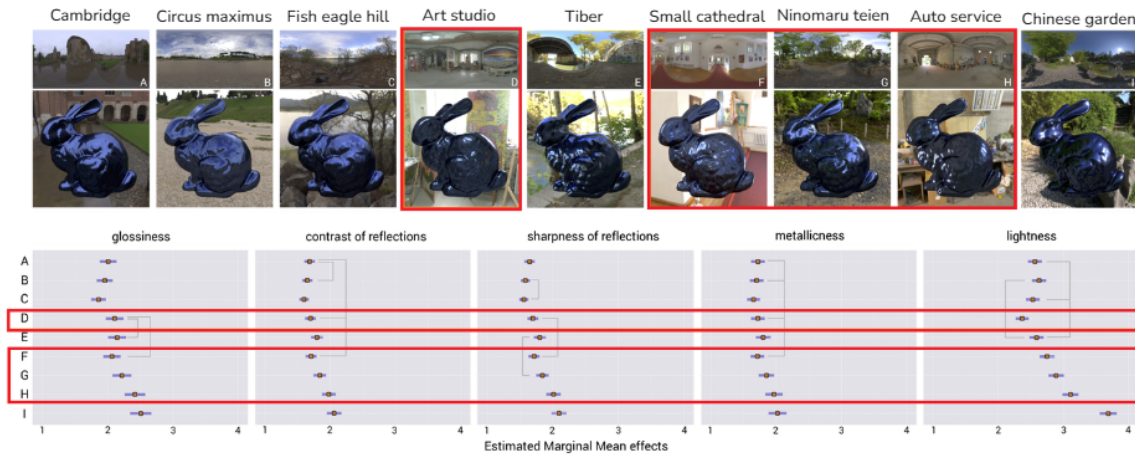 Cambridge Circus maximus Fish eagle hill Art studio Tiber Small cathedral Ninomaru teien Auto service Chinese garden
A B C D E F G H I
glossiness contrast of reflections sharpness of reflections metallicness lightness
A
B
C
D
E
F
G
H
I
1 2 3 4 1 2 3 4 1 2 3 4 1 2 3 4 1 2 3 4
Estimated Marginal Mean effects